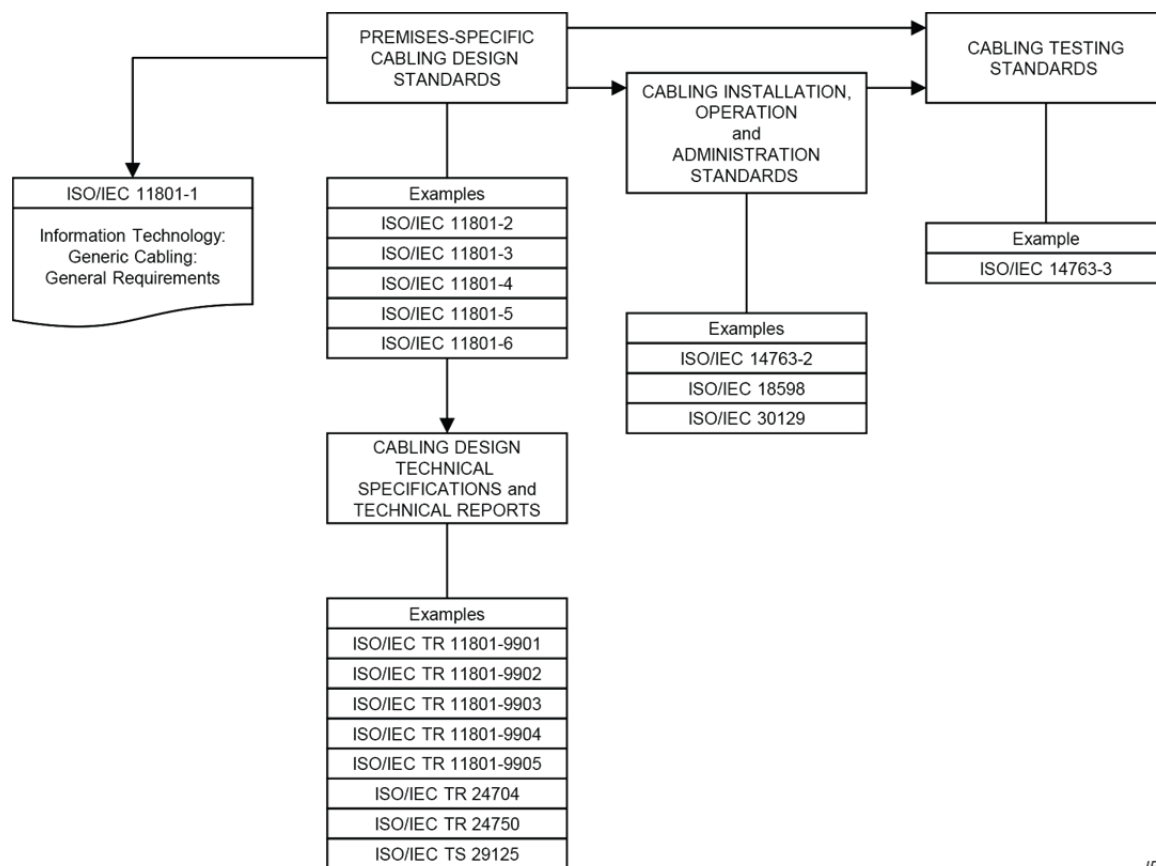 PREMISES-SPECIFIC
CABLING DESIGN
STANDARDS
CABLING TESTING
STANDARDS
CABLING INSTALLATION,
OPERATION
and
ADMINISTRATION
STANDARDS
ISO/IEC 11801-1
Information Technology:
Generic Cabling:
General Requirements
Examples
ISO/IEC 11801-2
ISO/IEC 11801-3
ISO/IEC 11801-4
ISO/IEC 11801-5
ISO/IEC 11801-6
Example
ISO/IEC 14763-3
Examples
ISO/IEC 14763-2
ISO/IEC 18598
ISO/IEC 30129
CABLING DESIGN
TECHNICAL
SPECIFICATIONS and
TECHNICAL REPORTS
Examples
ISO/IEC TR 11801-9901
ISO/IEC TR 11801-9902
ISO/IEC TR 11801-9903
ISO/IEC TR 11801-9904
ISO/IEC TR 11801-9905
ISO/IEC TR 24704
ISO/IEC TR 24750
ISO/IEC TS 29125